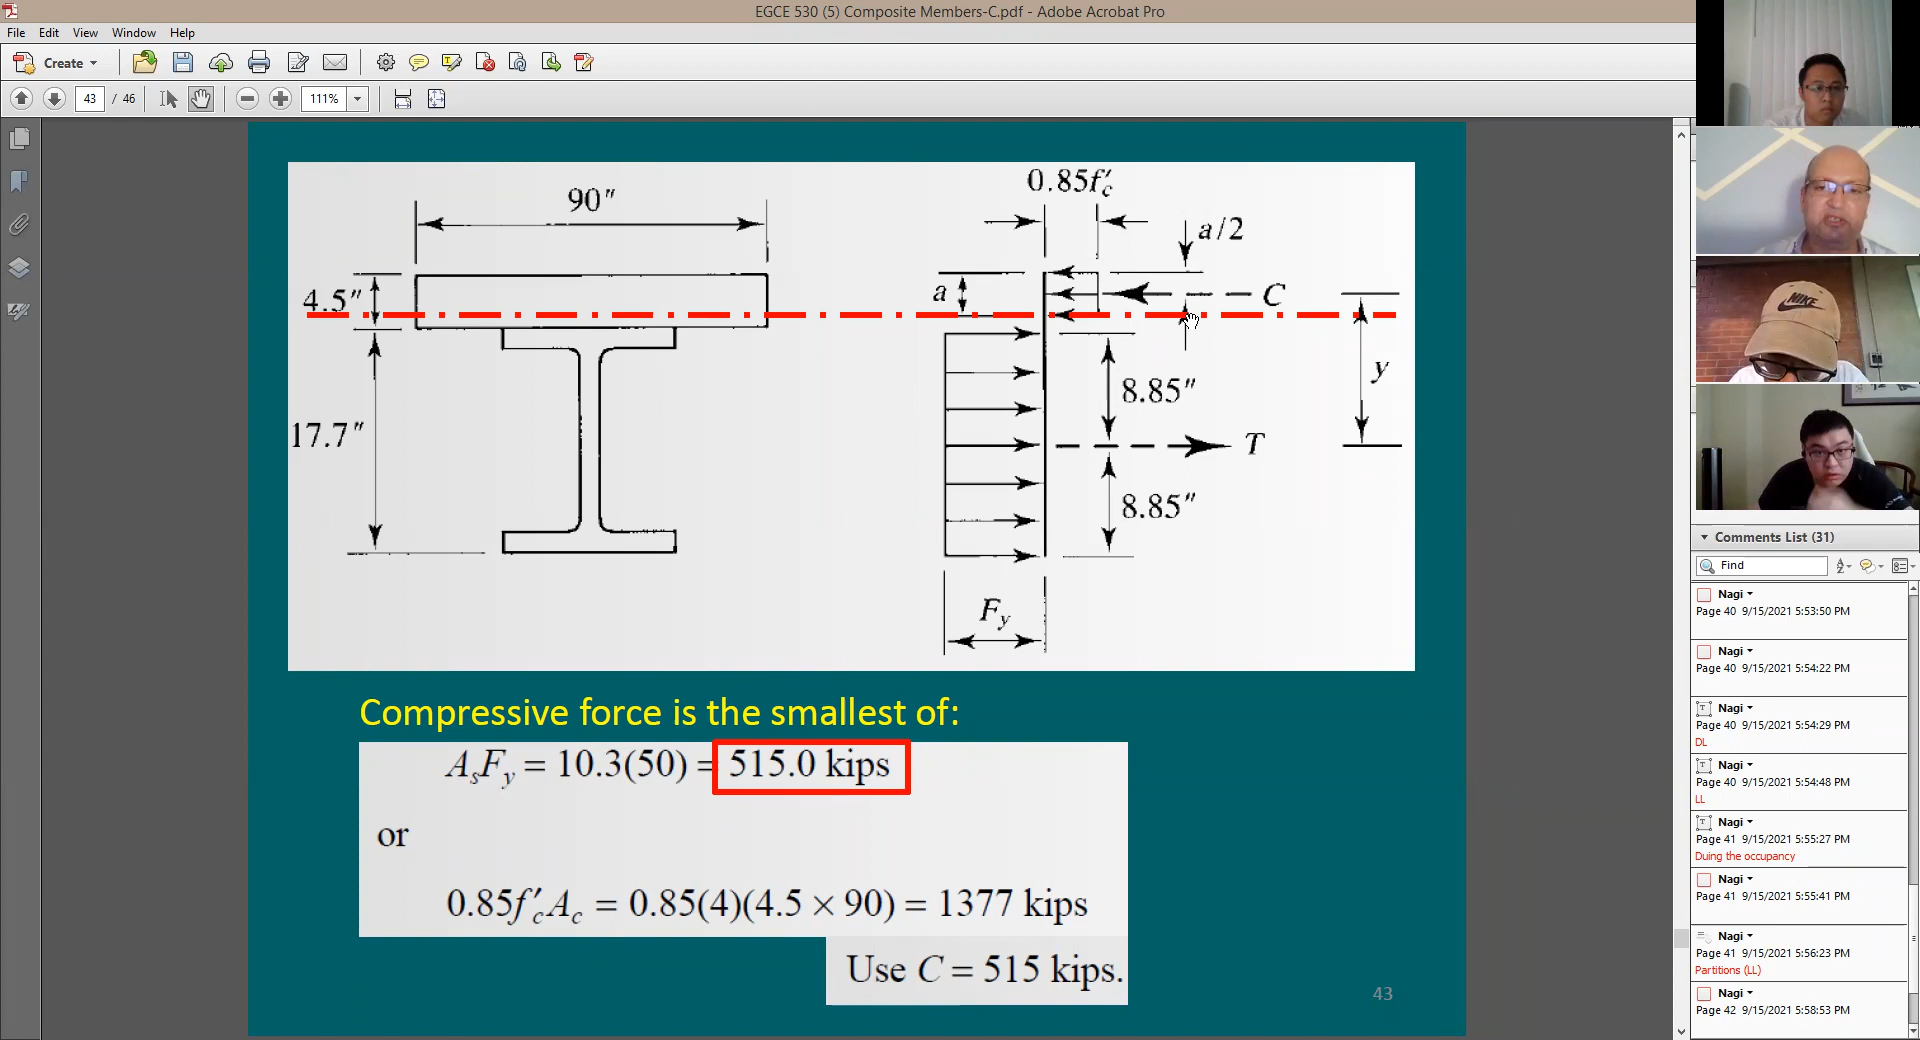 EGCE 530 (5) Composite Members-C.pdf - Adobe Acrobat Pro
File Edit View Window Help
Create
43 / 46 111%
90"
4.5"
17.7"
0.85f′c
a/2
a
C
y
8.85"
T
8.85"
Fy
Compressive force is the smallest of:
AsFy = 10.3(50) = 515.0 kips
or
0.85f′cAc = 0.85(4)(4.5 × 90) = 1377 kips
Use C = 515 kips.
43
NIKE
Comments List (31)
Find
Nagi
Page 40 9/15/2021 5:53:50 PM
Nagi
Page 40 9/15/2021 5:54:22 PM
Nagi
Page 40 9/15/2021 5:54:29 PM
DL
Nagi
Page 40 9/15/2021 5:54:48 PM
LL
Nagi
Page 41 9/15/2021 5:55:27 PM
Duing the occupancy
Nagi
Page 41 9/15/2021 5:55:41 PM
Nagi
Page 41 9/15/2021 5:56:23 PM
Partitions (LL)
Nagi
Page 42 9/15/2021 5:58:53 PM